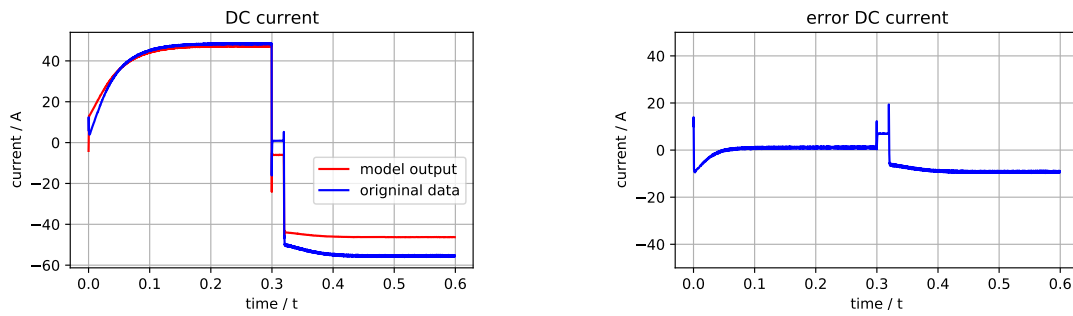 DC current
current / A
40
20
0
−20
−40
−60
0.0 0.1 0.2 0.3 0.4 0.5 0.6
time / t
model output
origninal data
error DC current
current / A
40
20
0
−20
−40
0.0 0.1 0.2 0.3 0.4 0.5 0.6
time / t